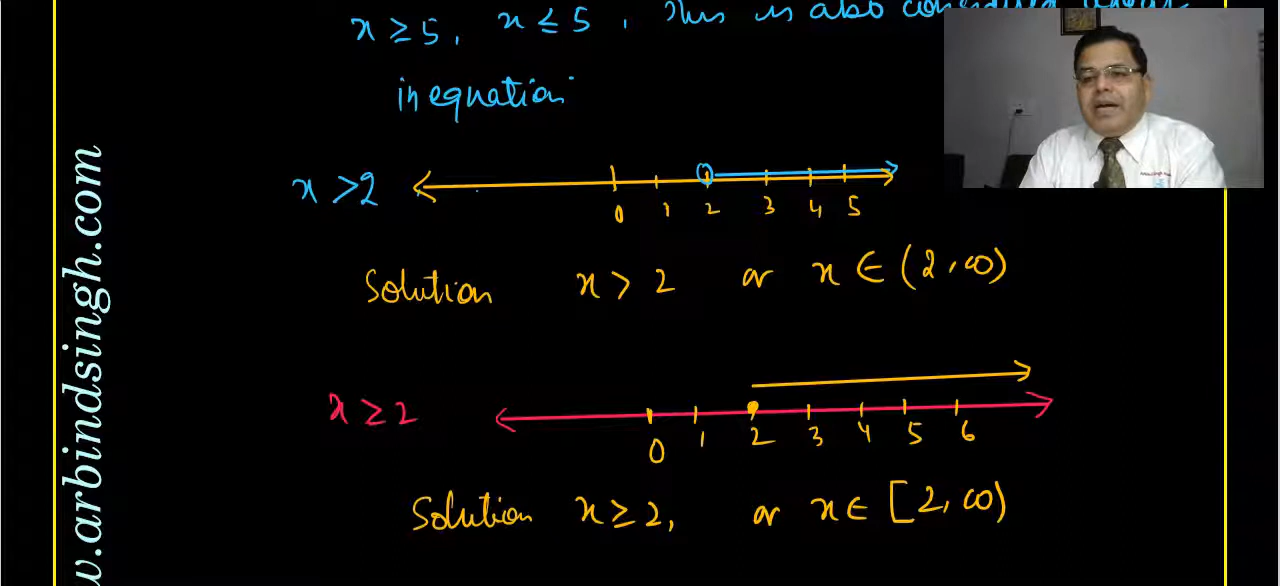 x ≥ 5, x ≤ 5, This is also considered linear
inequation
x > 2
0 1 2 3 4 5
Solution x > 2 or x ∈ (2, ∞)
x ≥ 2
0 1 2 3 4 5 6
Solution x ≥ 2, or x ∈ [2, ∞)
w.arbindsingh.com